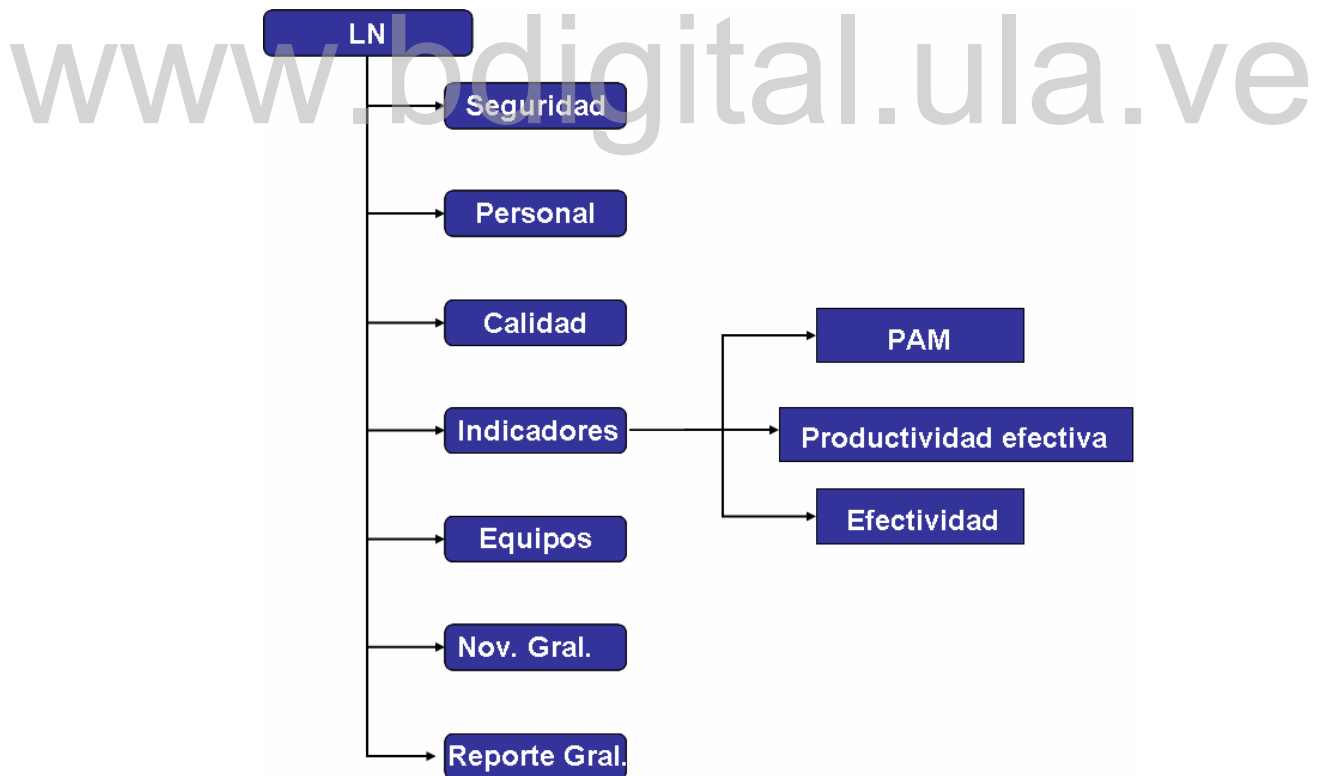 LN
www.bdigital.ula.ve
Seguridad
Personal
Calidad
PAM
Indicadores
Productividad efectiva
Efectividad
Equipos
Nov. Gral.
Reporte Gral.